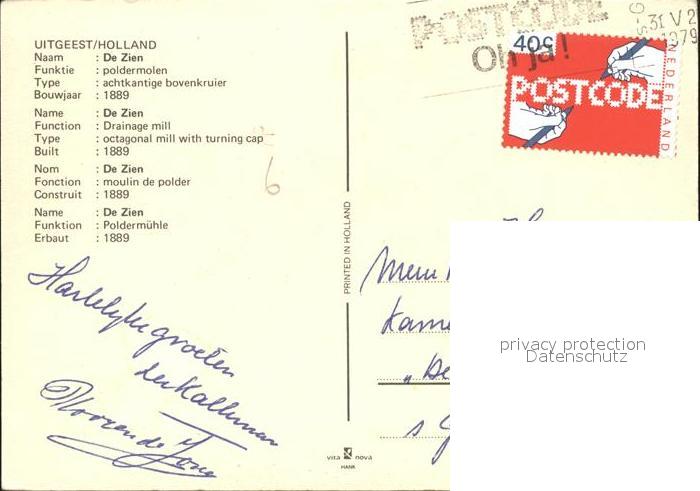 UITGEEST/HOLLAND
Naam : De Zien
Funktie : poldermolen
Type : achtkantige bovenkruier
Bouwjaar : 1889
Name : De Zien
Function : Drainage mill
Type : octagonal mill with turning cap
Built : 1889
Nom : De Zien
Fonction : moulin de polder
Construit : 1889
Name : De Zien
Funktion : Poldermühle
Erbaut : 1889
6
Hartelijke groeten
de Jong
PRINTED IN HOLLAND
vita nova
HANK
POSTCODE
Oh ja!
31 V
1979
40c
POSTCODE
NEDERLAND
privacy protection
Datenschutz